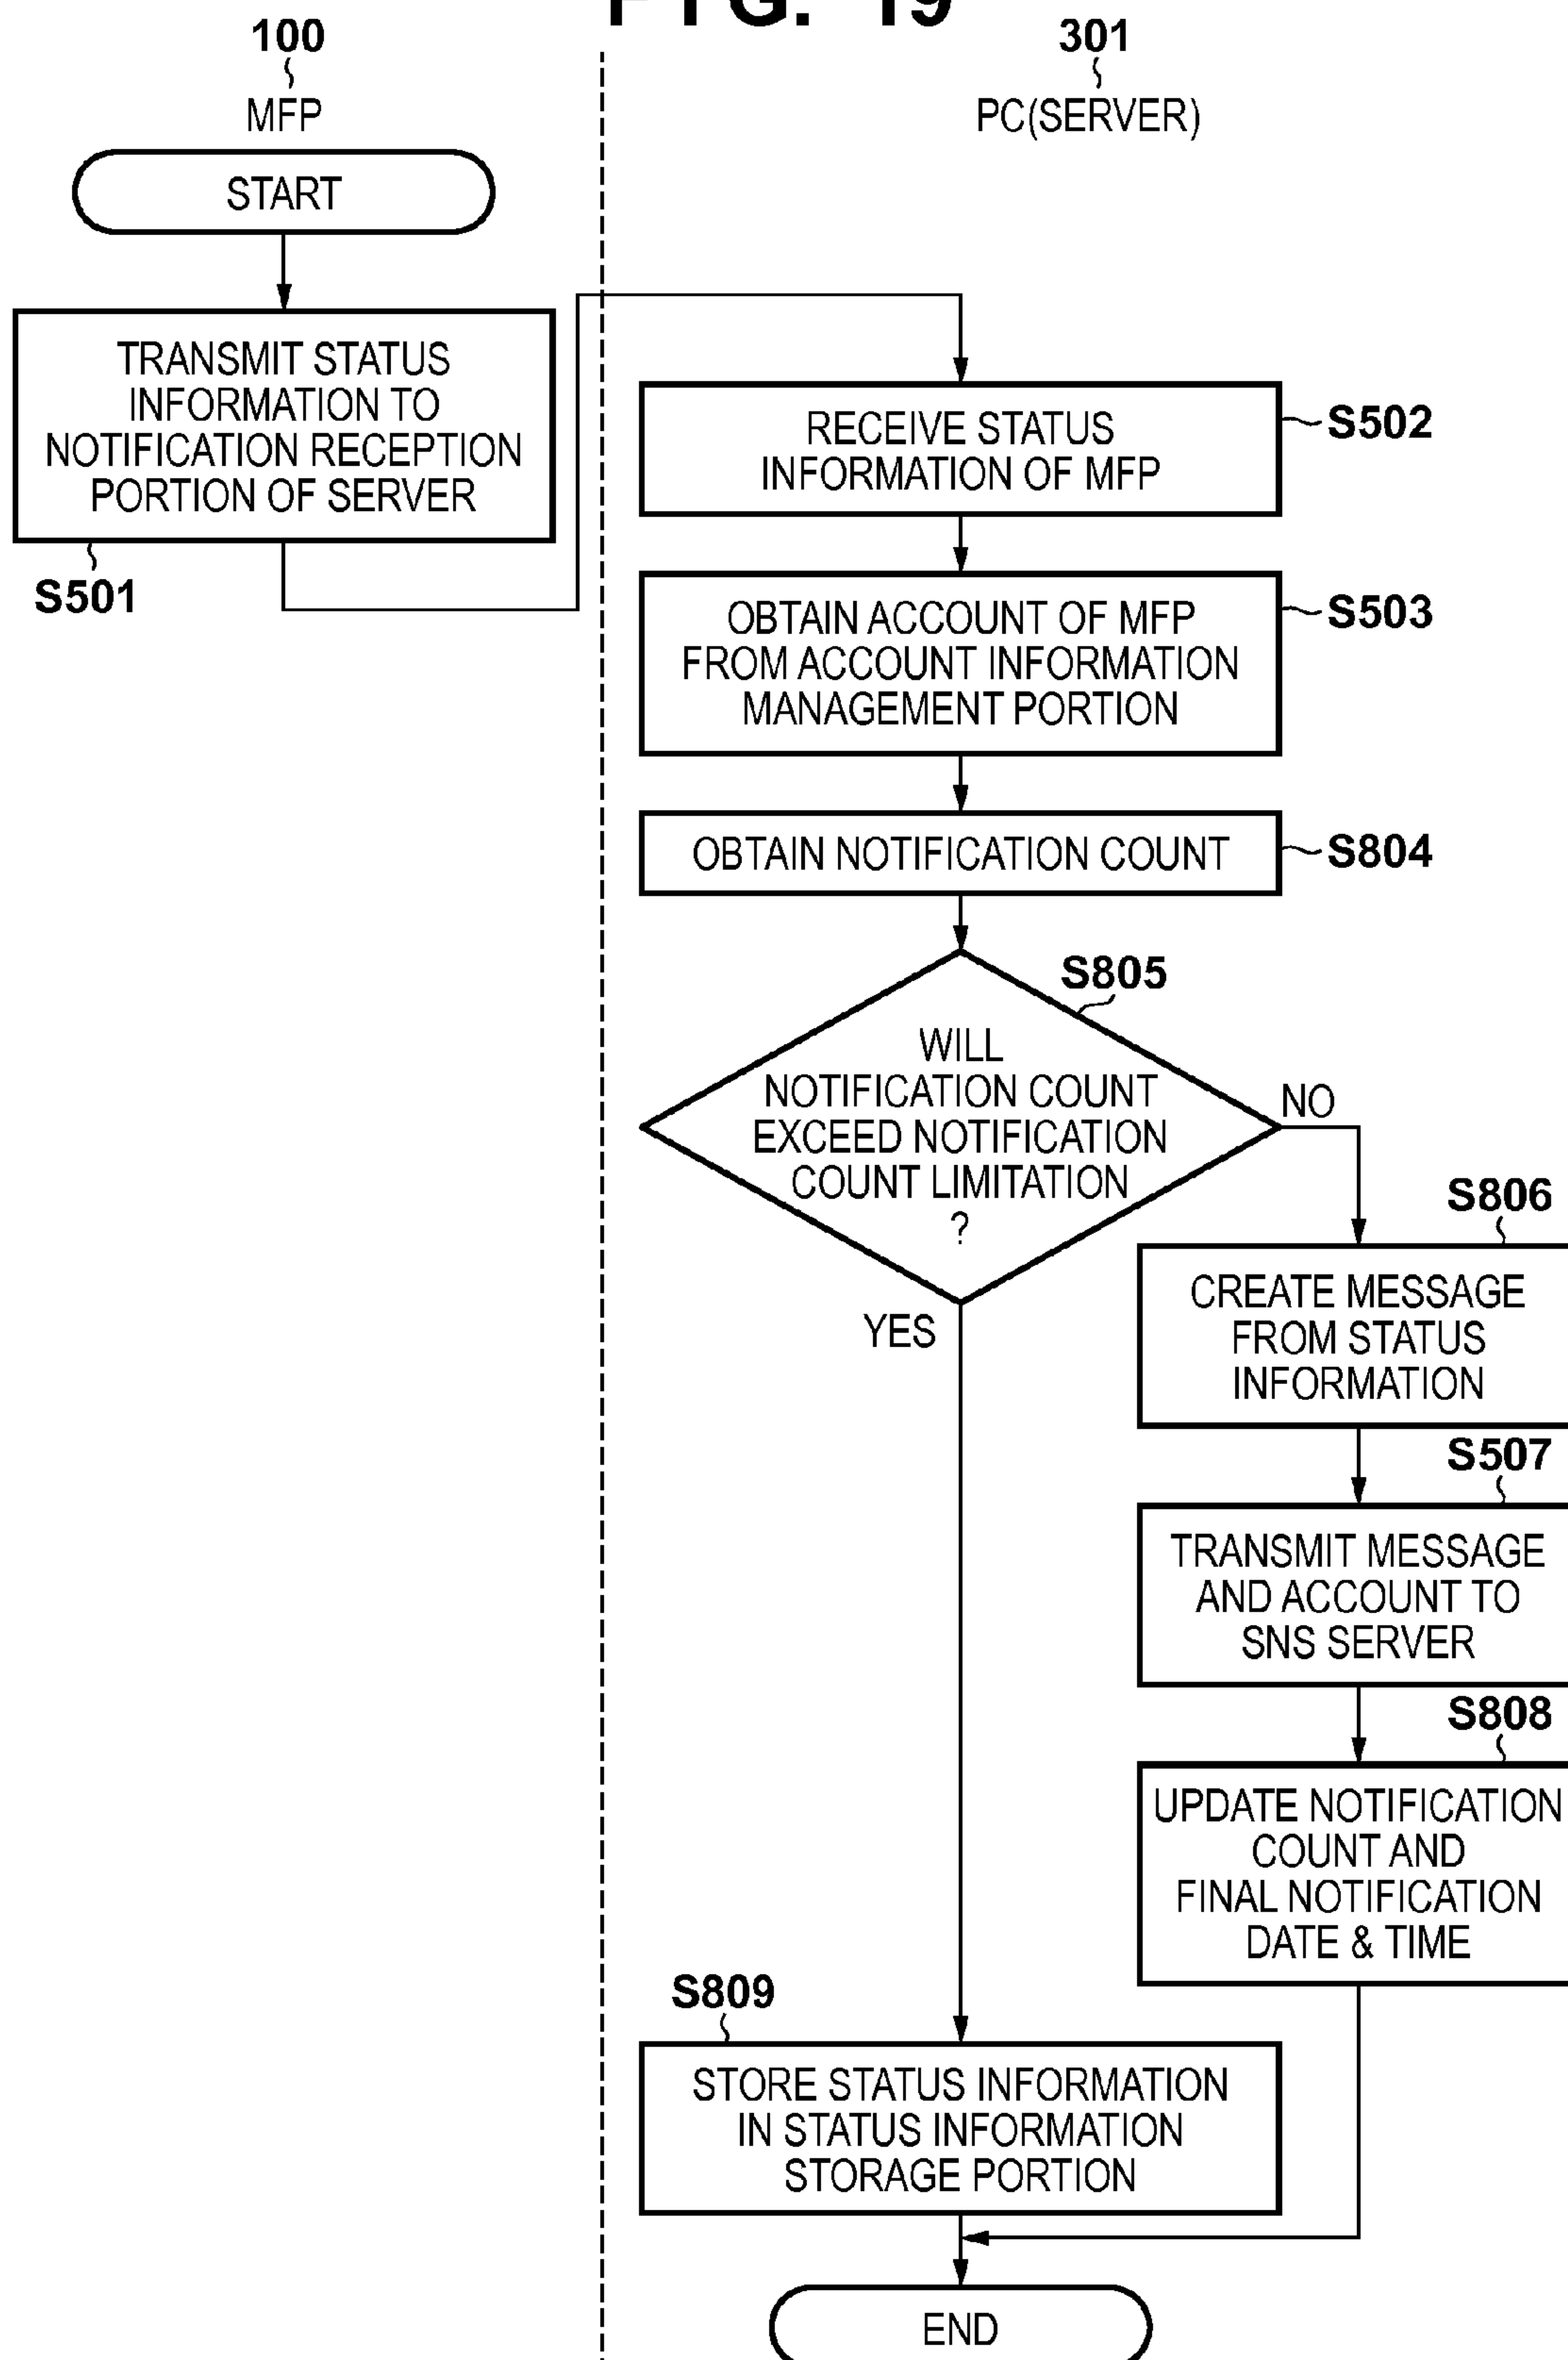 FIG. 19
100
MFP
START
TRANSMIT STATUS
INFORMATION TO
NOTIFICATION RECEPTION
PORTION OF SERVER
S501
301
PC(SERVER)
RECEIVE STATUS
INFORMATION OF MFP
S502
OBTAIN ACCOUNT OF MFP
FROM ACCOUNT INFORMATION
MANAGEMENT PORTION
S503
OBTAIN NOTIFICATION COUNT
S804
S805
WILL
NOTIFICATION COUNT
EXCEED NOTIFICATION
COUNT LIMITATION
?
NO
YES
S806
CREATE MESSAGE
FROM STATUS
INFORMATION
S507
TRANSMIT MESSAGE
AND ACCOUNT TO
SNS SERVER
S808
UPDATE NOTIFICATION
COUNT AND
FINAL NOTIFICATION
DATE & TIME
S809
STORE STATUS INFORMATION
IN STATUS INFORMATION
STORAGE PORTION
END